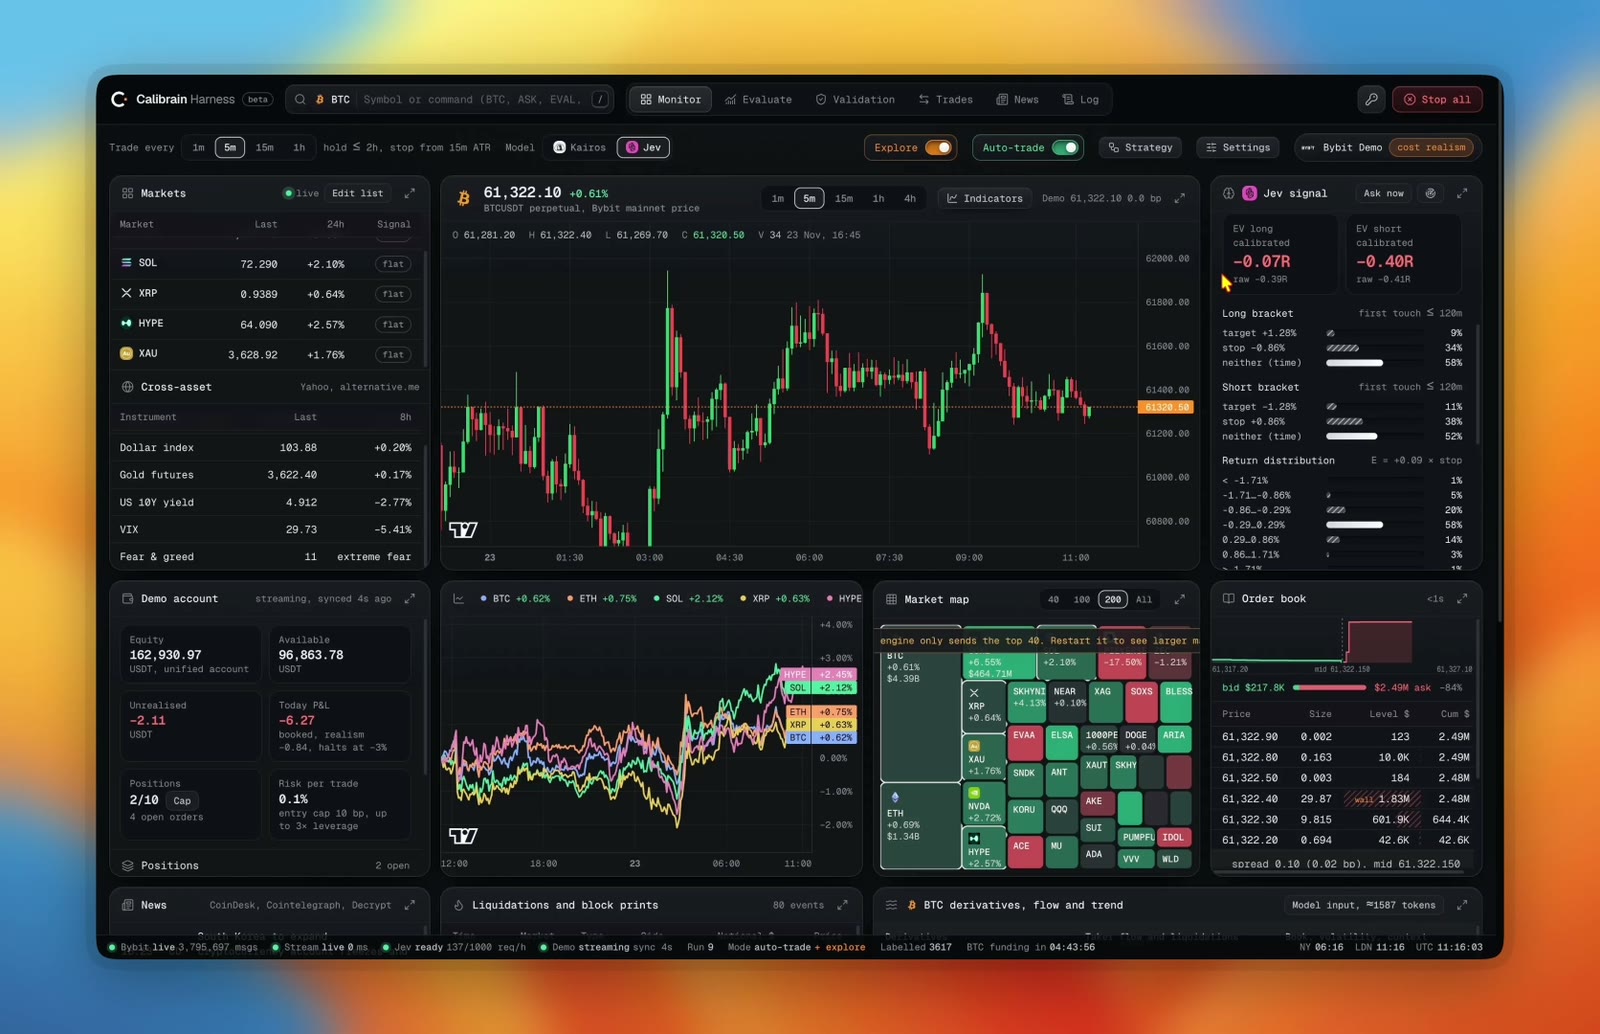 Calibrain Harness beta
BTC Symbol or command (BTC, ASK, EVAL, /
Monitor Evaluate Validation Trades News Log
Stop all
Trade every 1m 5m 15m 1h hold ≤ 2h, stop from 15m ATR Model Kairos Jev
Explore Auto-trade Strategy Settings Bybit Demo cost realism
Markets live Edit list
Market Last 24h Signal
SOL 72.290 +2.10% flat
XRP 0.9389 +0.64% flat
HYPE 64.090 +2.57% flat
XAU 3,628.92 +1.76% flat
Cross-asset Yahoo, alternative.me
Instrument Last 8h
Dollar index 103.88 +0.20%
Gold futures 3,622.40 +0.17%
US 10Y yield 4.912 -2.77%
VIX 29.73 -5.41%
Fear & greed 11 extreme fear
61,322.10 +0.61%
BTCUSDT perpetual, Bybit mainnet price
1m 5m 15m 1h 4h Indicators Demo 61,322.10 0.0 bp
O 61,281.20 H 61,322.40 L 61,269.70 C 61,320.50 V 34 23 Nov, 16:45
62000.00
61800.00
61600.00
61400.00
61320.50
61200.00
61000.00
60800.00
23 01:30 03:00 04:30 06:00 07:30 09:00 11:00
Jev signal Ask now
EV long calibrated
-0.07R
raw -0.39R
EV short calibrated
-0.40R
raw -0.41R
Long bracket first touch ≤ 120m
target +1.28% 9%
stop -0.86% 34%
neither (time) 58%
Short bracket first touch ≤ 120m
target -1.28% 11%
stop +0.86% 38%
neither (time) 52%
Return distribution E = +0.09 × stop
< -1.71% 1%
-1.71…-0.86% 5%
-0.86…-0.29% 20%
-0.29…0.29% 58%
0.29…0.86% 14%
0.86…1.71% 3%
> 1.71% 1%
Demo account streaming, synced 4s ago
Equity
162,930.97
USDT, unified account
Available
96,863.78
USDT
Unrealised
-2.11
USDT
Today P&L
-6.27
booked, realism
-0.84, halts at -3%
Positions
2/10 Cap
4 open orders
Risk per trade
0.1%
entry cap 10 bp, up
to 3× leverage
Positions 2 open
BTC +0.62% ETH +0.75% SOL +2.12% XRP +0.63% HYPE
+4.00%
+3.00%
HYPE +2.45%
SOL +2.12%
ETH +0.75%
XRP +0.63%
BTC +0.62%
0.00%
-1.00%
-2.00%
12:00 18:00 23 06:00 11:00
Market map 40 100 200 All
engine only sends the top 40. Restart it to see larger m
BTC
+0.61%
$4.39B
+6.55%
$464.71M
+2.10%
-17.50%
-1.21%
XRP
+0.64%
SKHYNI
+4.13%
NEAR
+0.10%
XAG
SOXS
BLESS
XAU
+1.76%
EVAA
ELSA
1000PE
+0.56%
DOGE
+0.04%
ARIA
SNDK
ANT
XAUT
SKHY
ETH
+0.69%
$1.34B
NVDA
+2.72%
KORU
QQQ
AKE
SUI
PUMPFU
IDOL
HYPE
+2.57%
ACE
MU
ADA
VVV
WLD
Order book <1s
61,317.20 mid 61,322.150 61,327.10
bid $217.8K $2.49M ask -84%
Price Size Level $ Cum $
61,322.90 0.002 123 2.49M
61,322.80 0.163 10.0K 2.49M
61,322.50 0.003 184 2.48M
61,322.40 29.87 wall 1.83M 2.48M
61,322.30 9.815 601.9K 644.4K
61,322.20 0.694 42.6K 42.6K
spread 0.10 (0.02 bp). mid 61,322.150
News CoinDesk, Cointelegraph, Decrypt
Liquidations and block prints 80 events
BTC derivatives, flow and trend Model input, ≈1587 tokens
Bybit live 3,795,697 msgs Stream live 0 ms Jev ready 137/1000 req/h Demo streaming sync 4s Run 9 Mode auto-trade + explore Labelled 3617 BTC funding in 04:43:56 NY 06:16 LDN 11:16 UTC 11:16:03